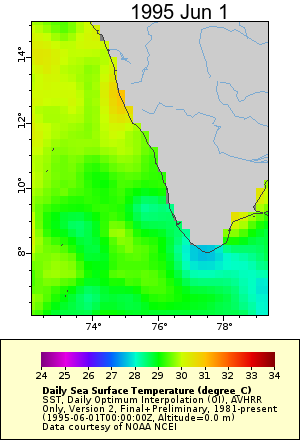 1995 Jun 1
14°
12°
10°
8°
74° 76° 78°
24 25 26 27 28 29 30 31 32 33 34
Daily Sea Surface Temperature (degree_C)
SST, Daily Optimum Interpolation (OI), AVHRR
Only, Version 2, Final+Preliminary, 1981-present
(1995-06-01T00:00:00Z, Altitude=0.0 m)
Data courtesy of NOAA NCEI